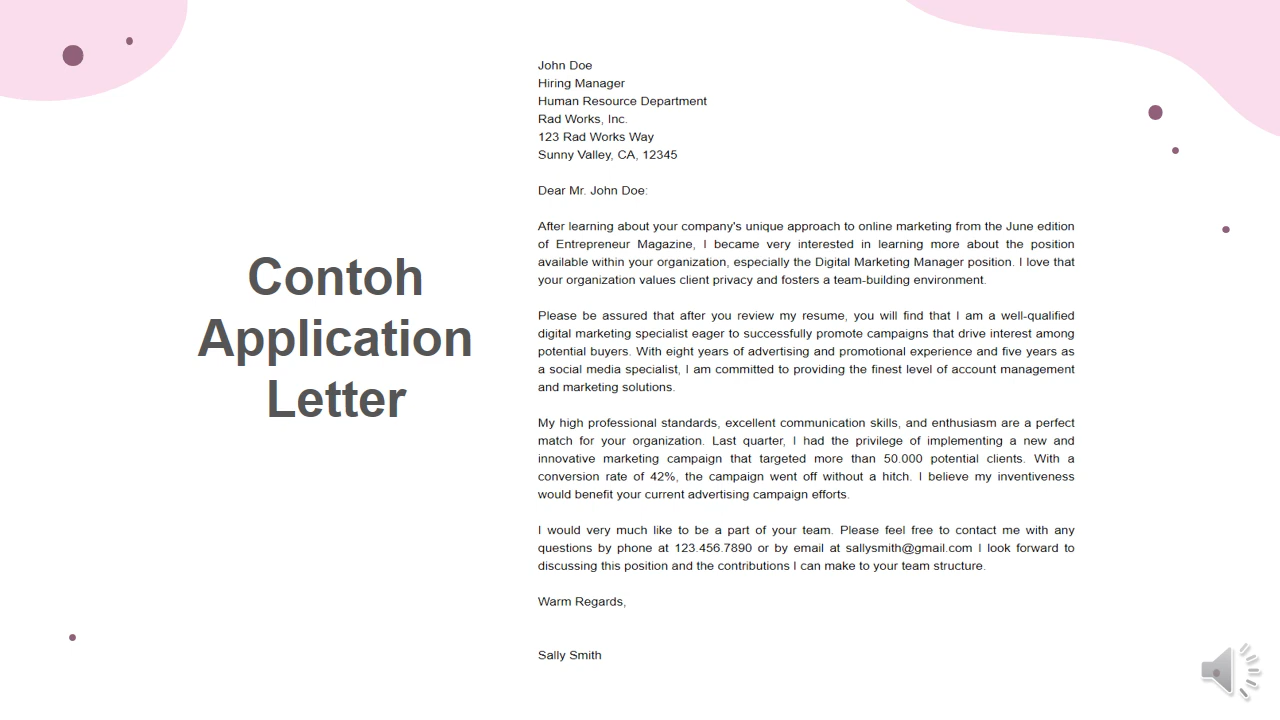 Contoh
Application
Letter
John Doe
Hiring Manager
Human Resource Department
Rad Works, Inc.
123 Rad Works Way
Sunny Valley, CA, 12345
Dear Mr. John Doe:
After learning about your company's unique approach to online marketing from the June edition
of Entrepreneur Magazine, I became very interested in learning more about the position
available within your organization, especially the Digital Marketing Manager position. I love that
your organization values client privacy and fosters a team-building environment.
Please be assured that after you review my resume, you will find that I am a well-qualified
digital marketing specialist eager to successfully promote campaigns that drive interest among
potential buyers. With eight years of advertising and promotional experience and five years as
a social media specialist, I am committed to providing the finest level of account management
and marketing solutions.
My high professional standards, excellent communication skills, and enthusiasm are a perfect
match for your organization. Last quarter, I had the privilege of implementing a new and
innovative marketing campaign that targeted more than 50.000 potential clients. With a
conversion rate of 42%, the campaign went off without a hitch. I believe my inventiveness
would benefit your current advertising campaign efforts.
I would very much like to be a part of your team. Please feel free to contact me with any
questions by phone at 123.456.7890 or by email at sallysmith@gmail.com I look forward to
discussing this position and the contributions I can make to your team structure.
Warm Regards,
Sally Smith